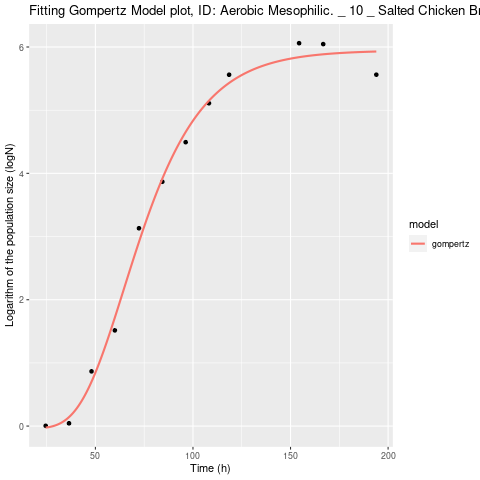 Fitting Gompertz Model plot, ID: Aerobic Mesophilic. _ 10 _ Salted Chicken Br
Logarithm of the population size (logN)
6
4
2
0
50
100
150
200
Time (h)
model
gompertz